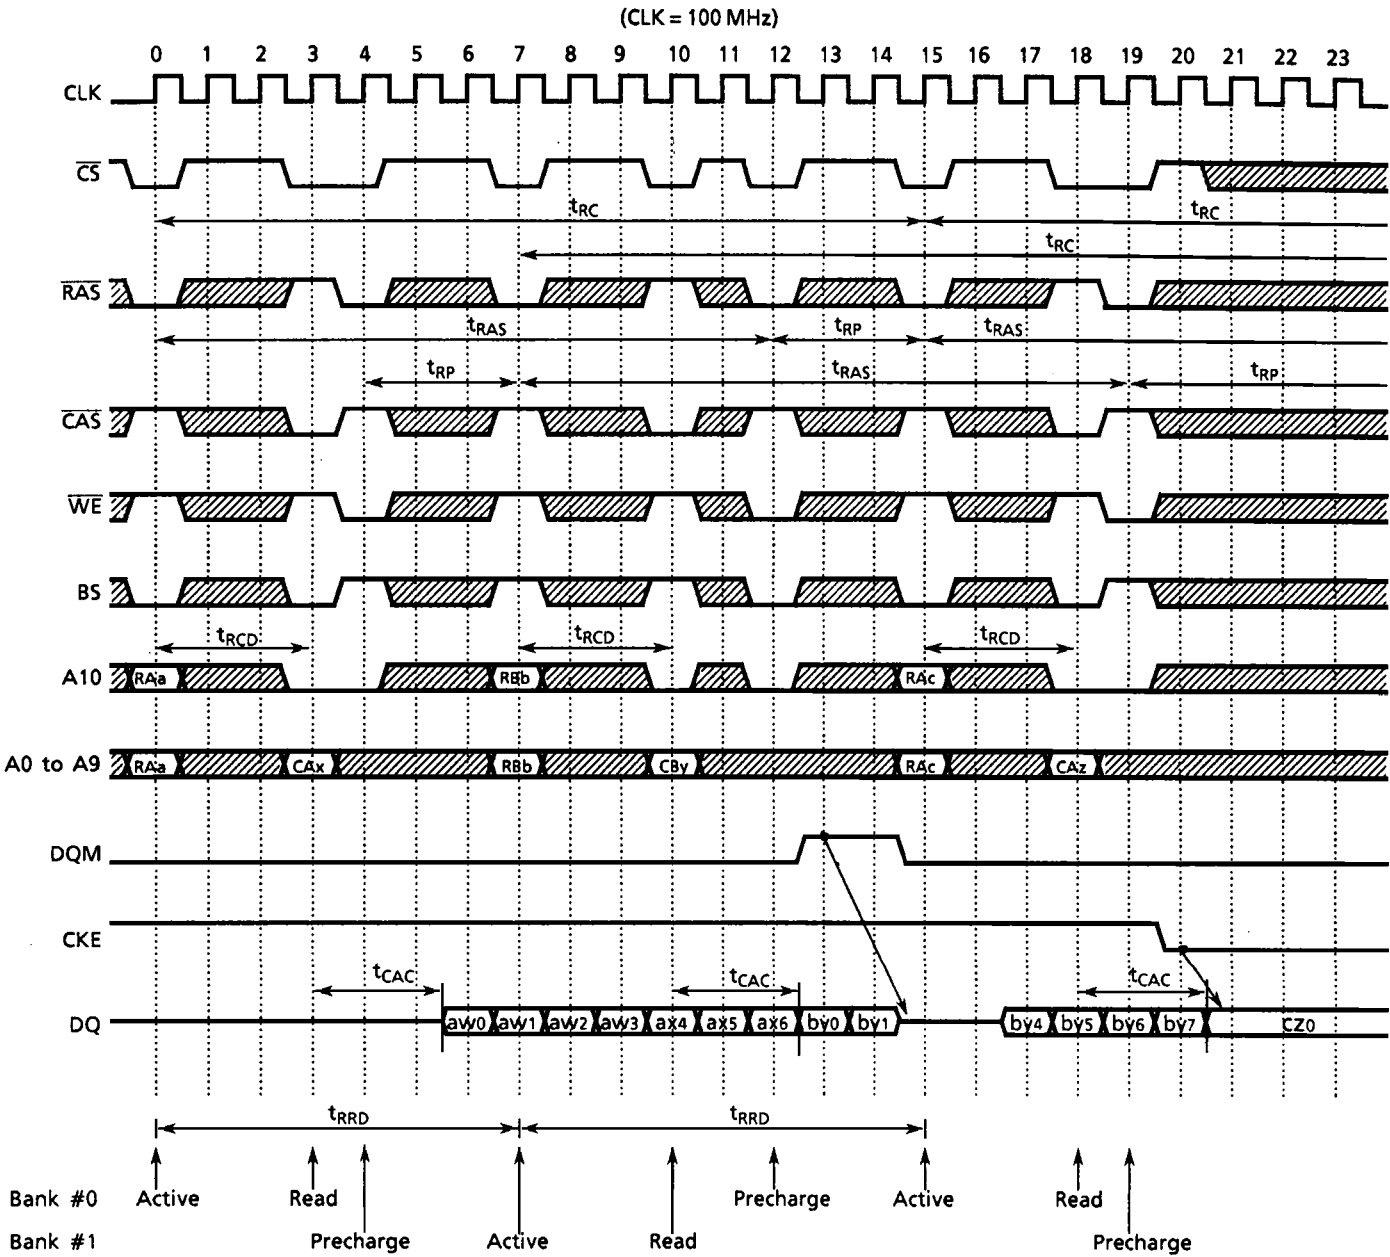 (CLK = 100 MHz)
0 1 2 3 4 5 6 7 8 9 10 11 12 13 14 15 16 17 18 19 20 21 22 23
CLK
CS
tRC tRC
tRC
RAS
tRAS tRP tRAS
tRP tRAS tRP
CAS
WE
BS
tRCD tRCD tRCD
A10 RAa RBb RAc
A0 to A9 RAa CAx RBb CBy RAc CAz
DQM
CKE
tCAC tCAC tCAC
DQ aw0 aw1 aw2 aw3 ax4 ax5 ax6 by0 by1 by4 by5 by6 by7 CZ0
tRRD tRRD
Bank #0 Active Read Precharge Active Read
Bank #1 Precharge Active Read Precharge